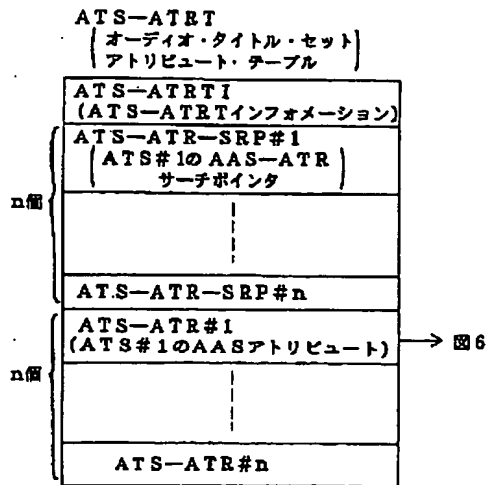 ATS—ATRT
オーディオ・タイトル・セット
アトリビュート・テーブル
ATS—ATRTI
(ATS—ATRTインフォメーション)
ATS—ATR—SRP#1
ATS#1のAAS—ATR
サーチポインタ
n個
ATS—ATR—SRP#n
ATS—ATR#1
(ATS#1のAASアトリビュート)
→ 図6
n個
ATS—ATR#n